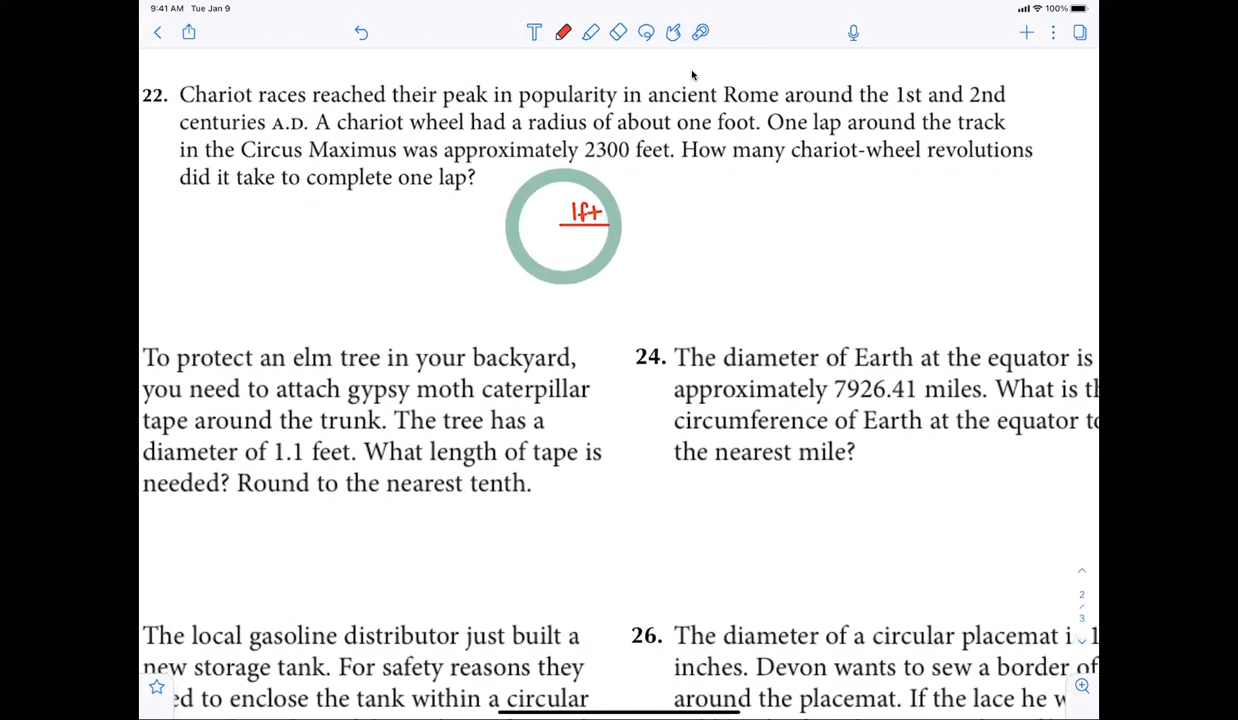 9:41 AM Tue Jan 9
100%
22. Chariot races reached their peak in popularity in ancient Rome around the 1st and 2nd
centuries A.D. A chariot wheel had a radius of about one foot. One lap around the track
in the Circus Maximus was approximately 2300 feet. How many chariot-wheel revolutions
did it take to complete one lap?
1ft
To protect an elm tree in your backyard,
you need to attach gypsy moth caterpillar
tape around the trunk. The tree has a
diameter of 1.1 feet. What length of tape is
needed? Round to the nearest tenth.
24. The diameter of Earth at the equator is
approximately 7926.41 miles. What is th
circumference of Earth at the equator to
the nearest mile?
2
/
3
The local gasoline distributor just built a
new storage tank. For safety reasons they
ed to enclose the tank within a circular
26. The diameter of a circular placemat i 1
inches. Devon wants to sew a border of
around the placemat. If the lace he w